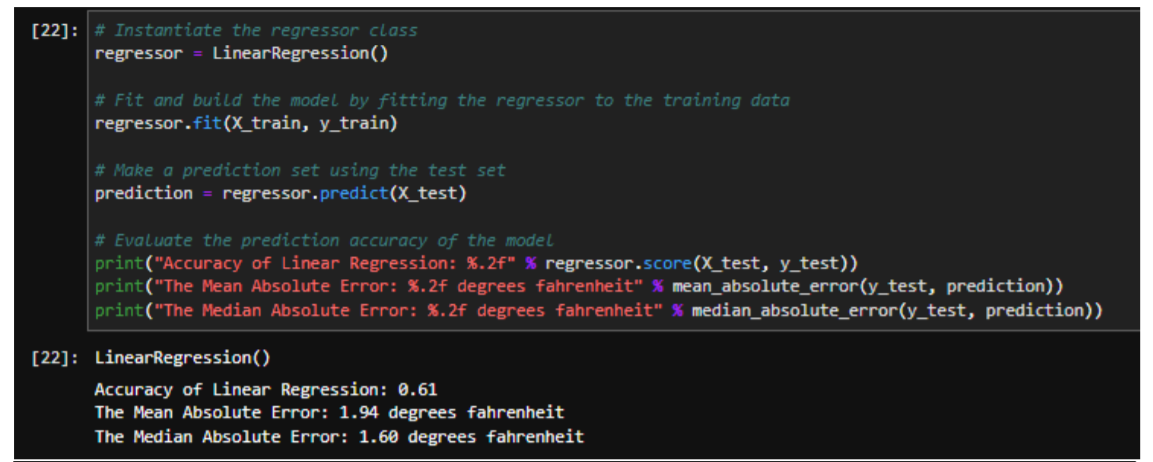 [22]: # Instantiate the regressor class
regressor = LinearRegression()
# Fit and build the model by fitting the regressor to the training data
regressor.fit(X_train, y_train)
# Make a prediction set using the test set
prediction = regressor.predict(X_test)
# Evaluate the prediction accuracy of the model
print("Accuracy of Linear Regression: %.2f" % regressor.score(X_test, y_test))
print("The Mean Absolute Error: %.2f degrees fahrenheit" % mean_absolute_error(y_test, prediction))
print("The Median Absolute Error: %.2f degrees fahrenheit" % median_absolute_error(y_test, prediction))
[22]: LinearRegression()
Accuracy of Linear Regression: 0.61
The Mean Absolute Error: 1.94 degrees fahrenheit
The Median Absolute Error: 1.60 degrees fahrenheit